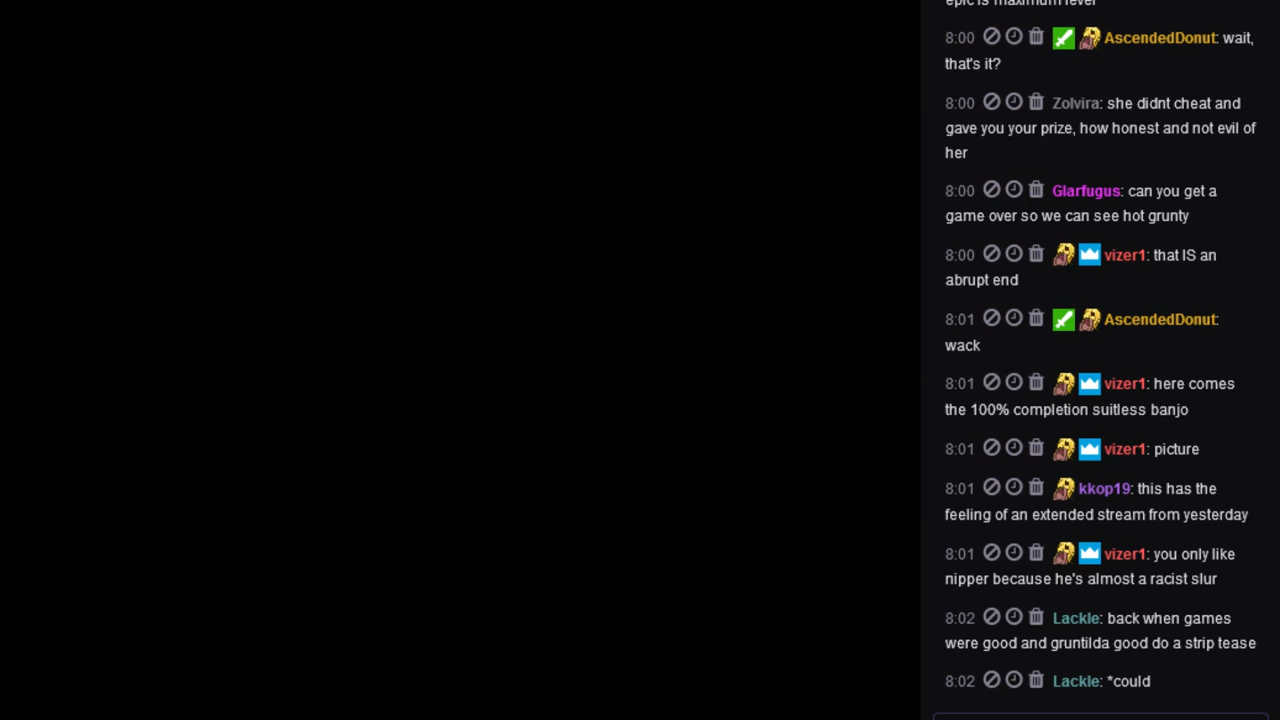 epic is maximum level
8:00 AscendedDonut: wait,
that's it?
8:00 Zolvira: she didnt cheat and
gave you your prize, how honest and not evil of
her
8:00 Glarfugus: can you get a
game over so we can see hot grunty
8:00 vizer1: that IS an
abrupt end
8:01 AscendedDonut:
wack
8:01 vizer1: here comes
the 100% completion suitless banjo
8:01 vizer1: picture
8:01 kkop19: this has the
feeling of an extended stream from yesterday
8:01 vizer1: you only like
nipper because he's almost a racist slur
8:02 Lackle: back when games
were good and gruntilda good do a strip tease
8:02 Lackle: *could